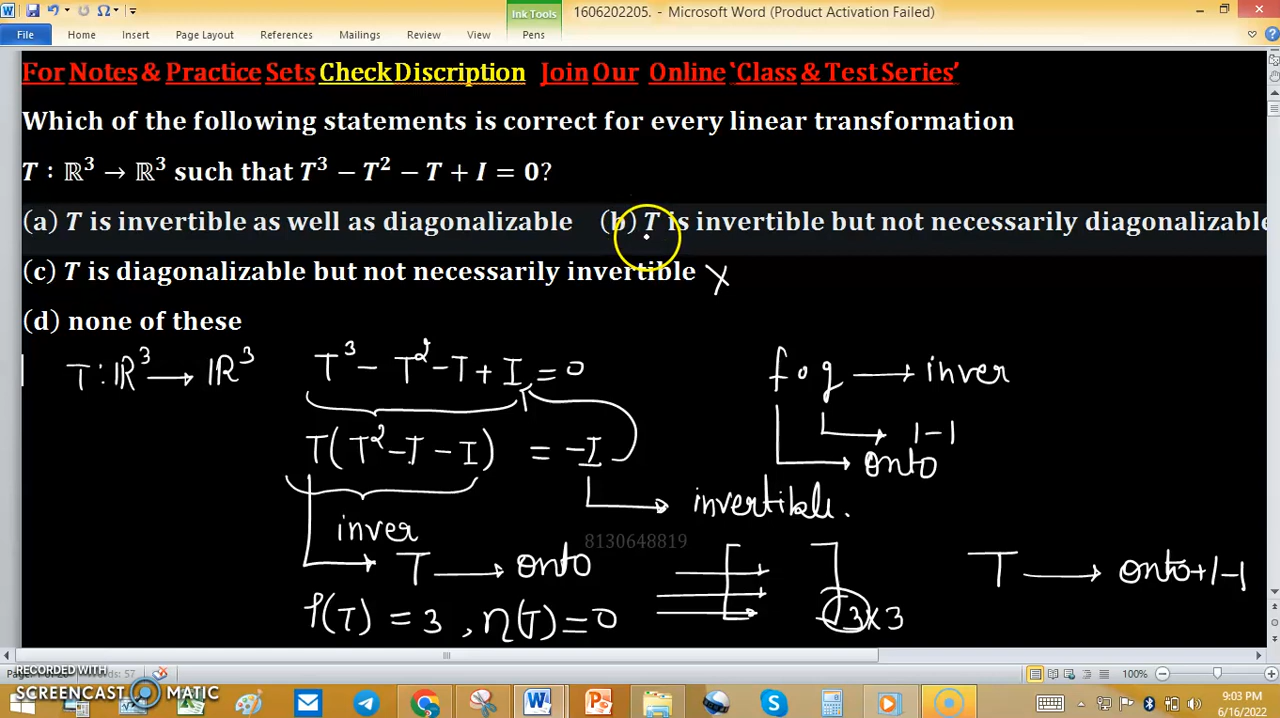 Ink Tools
1606202205. - Microsoft Word (Product Activation Failed)
File Home Insert Page Layout References Mailings Review View Pens
For Notes & Practice Sets Check Discription Join Our Online 'Class & Test Series'
Which of the following statements is correct for every linear transformation
T : ℝ³ → ℝ³ such that T³ − T² − T + I = 0?
(a) T is invertible as well as diagonalizable (b) T is invertible but not necessarily diagonalizable
(c) T is diagonalizable but not necessarily invertible X
(d) none of these
T : ℝ³ → ℝ³ T³ − T² − T + I = 0 fog → inver
T(T² − T − I) = −I → 1-1
→ onto
inver → invertible.
8130648819
→ T → onto [ ] 3×3 T → onto+1-1
ρ(T) = 3, η(T) = 0
RECORDED WITH
SCREENCAST MATIC
Words: 57
100%
9:03 PM
6/16/2022